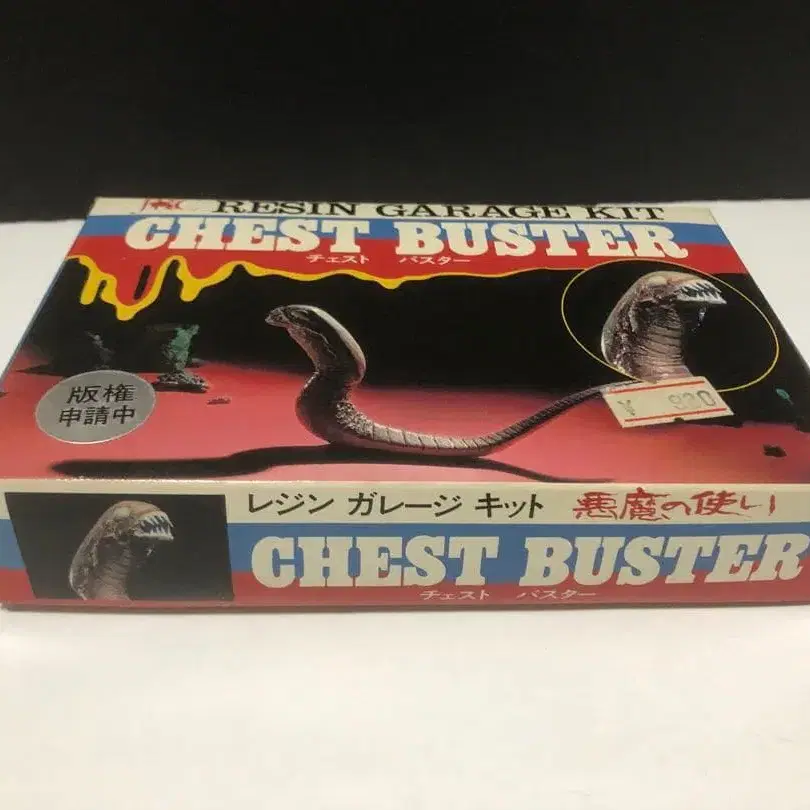 RESIN GARAGE KIT
CHEST BUSTER
チェスト バスター
版権
申請中
¥ 930
レジン ガレージ キット 悪魔の使い
CHEST BUSTER
チェスト バスター